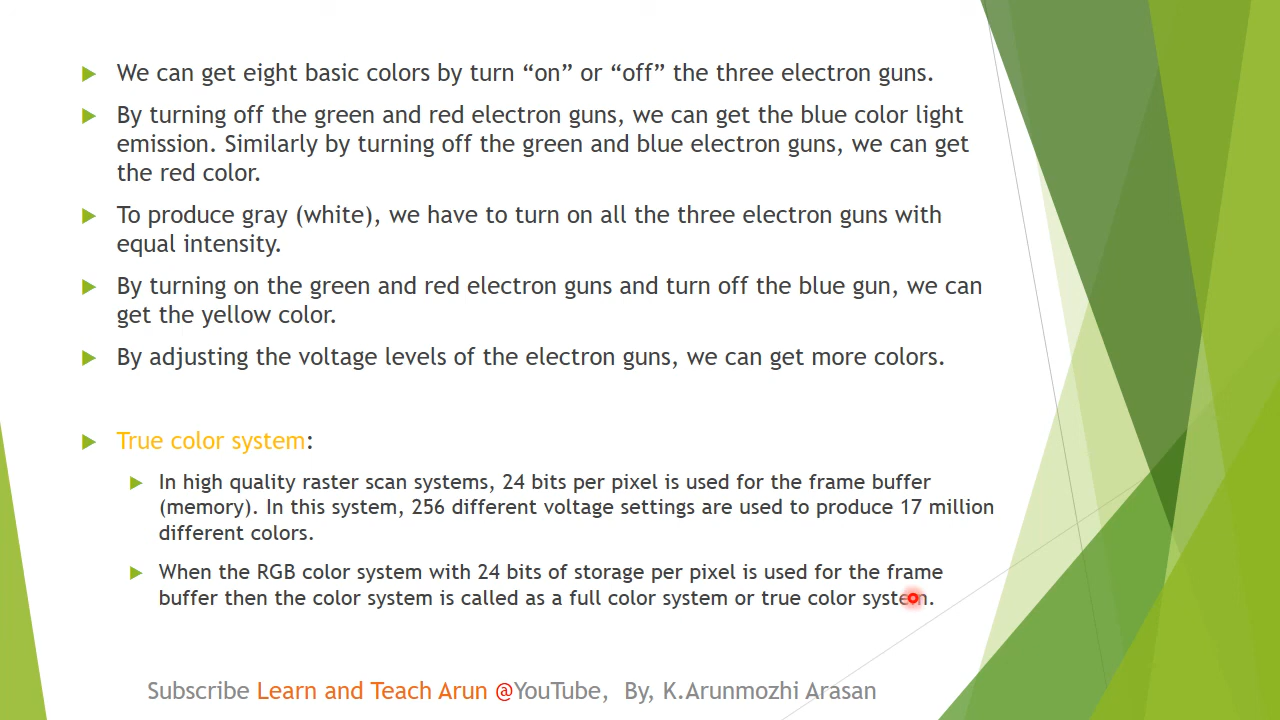 We can get eight basic colors by turn “on” or “off” the three electron guns.
By turning off the green and red electron guns, we can get the blue color light
emission. Similarly by turning off the green and blue electron guns, we can get
the red color.
To produce gray (white), we have to turn on all the three electron guns with
equal intensity.
By turning on the green and red electron guns and turn off the blue gun, we can
get the yellow color.
By adjusting the voltage levels of the electron guns, we can get more colors.
True color system:
In high quality raster scan systems, 24 bits per pixel is used for the frame buffer
(memory). In this system, 256 different voltage settings are used to produce 17 million
different colors.
When the RGB color system with 24 bits of storage per pixel is used for the frame
buffer then the color system is called as a full color system or true color system.
Subscribe Learn and Teach Arun @YouTube, By, K.Arunmozhi Arasan